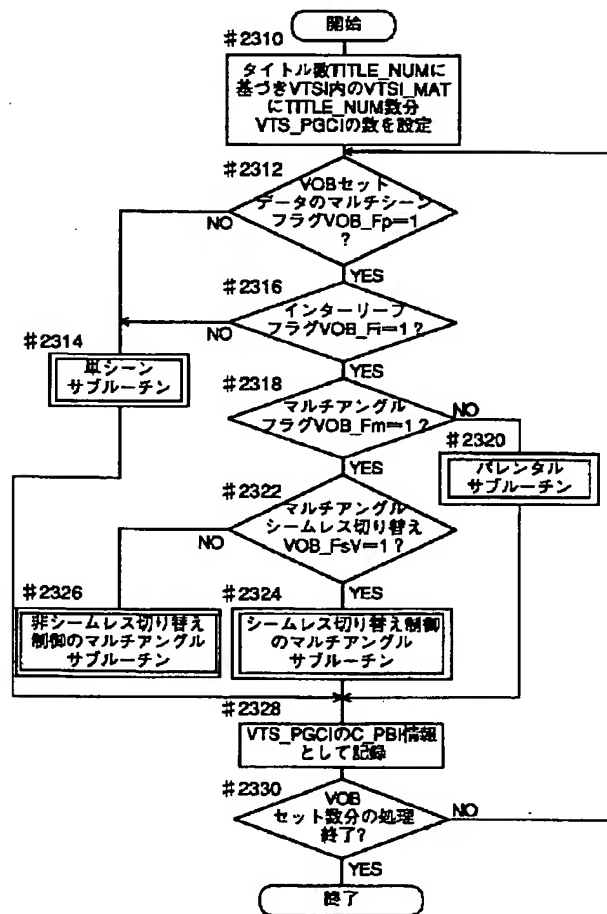 開始
#2310
タイトル数TITLE_NUMに
基づきVTSI内のVTSI_MAT
にTITLE_NUM数分
VTS_PGCIの数を設定
#2312
VOBセット
データのマルチシーン
フラグVOB_Fp=1
?
NO
YES
#2316
インターリーブ
フラグVOB_Fi=1?
NO
YES
#2314
単シーン
サブルーチン
#2318
マルチアングル
フラグVOB_Fm=1?
NO
YES
#2320
パレンタル
サブルーチン
#2322
マルチアングル
シームレス切り替え
VOB_FsV=1?
NO
YES
#2326
非シームレス切り替え
制御のマルチアングル
サブルーチン
#2324
シームレス切り替え制御
のマルチアングル
サブルーチン
#2328
VTS_PGCIのC_PBI情報
として記録
#2330
VOB
セット数分の処理
終了?
NO
YES
終了